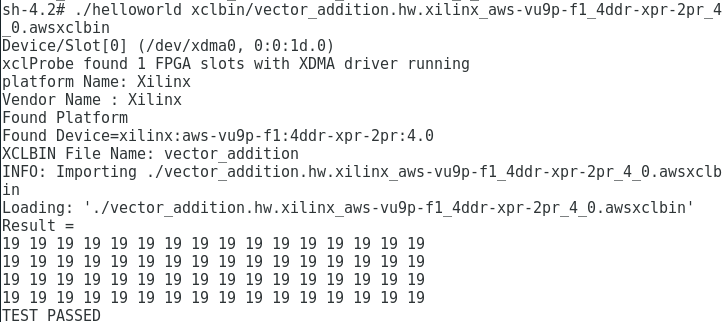 sh-4.2# ./helloworld xclbin/vector_addition.hw.xilinx_aws-vu9p-f1_4ddr-xpr-2pr_4
_0.awsxclbin
Device/Slot[0] (/dev/xdma0, 0:0:1d.0)
xclProbe found 1 FPGA slots with XDMA driver running
platform Name: Xilinx
Vendor Name : Xilinx
Found Platform
Found Device=xilinx:aws-vu9p-f1:4ddr-xpr-2pr:4.0
XCLBIN File Name: vector_addition
INFO: Importing ./vector_addition.hw.xilinx_aws-vu9p-f1_4ddr-xpr-2pr_4_0.awsxclb
in
Loading: './vector_addition.hw.xilinx_aws-vu9p-f1_4ddr-xpr-2pr_4_0.awsxclbin'
Result =
19 19 19 19 19 19 19 19 19 19 19 19 19 19 19 19
19 19 19 19 19 19 19 19 19 19 19 19 19 19 19 19
19 19 19 19 19 19 19 19 19 19 19 19 19 19 19 19
19 19 19 19 19 19 19 19 19 19 19 19 19 19 19 19
TEST PASSED